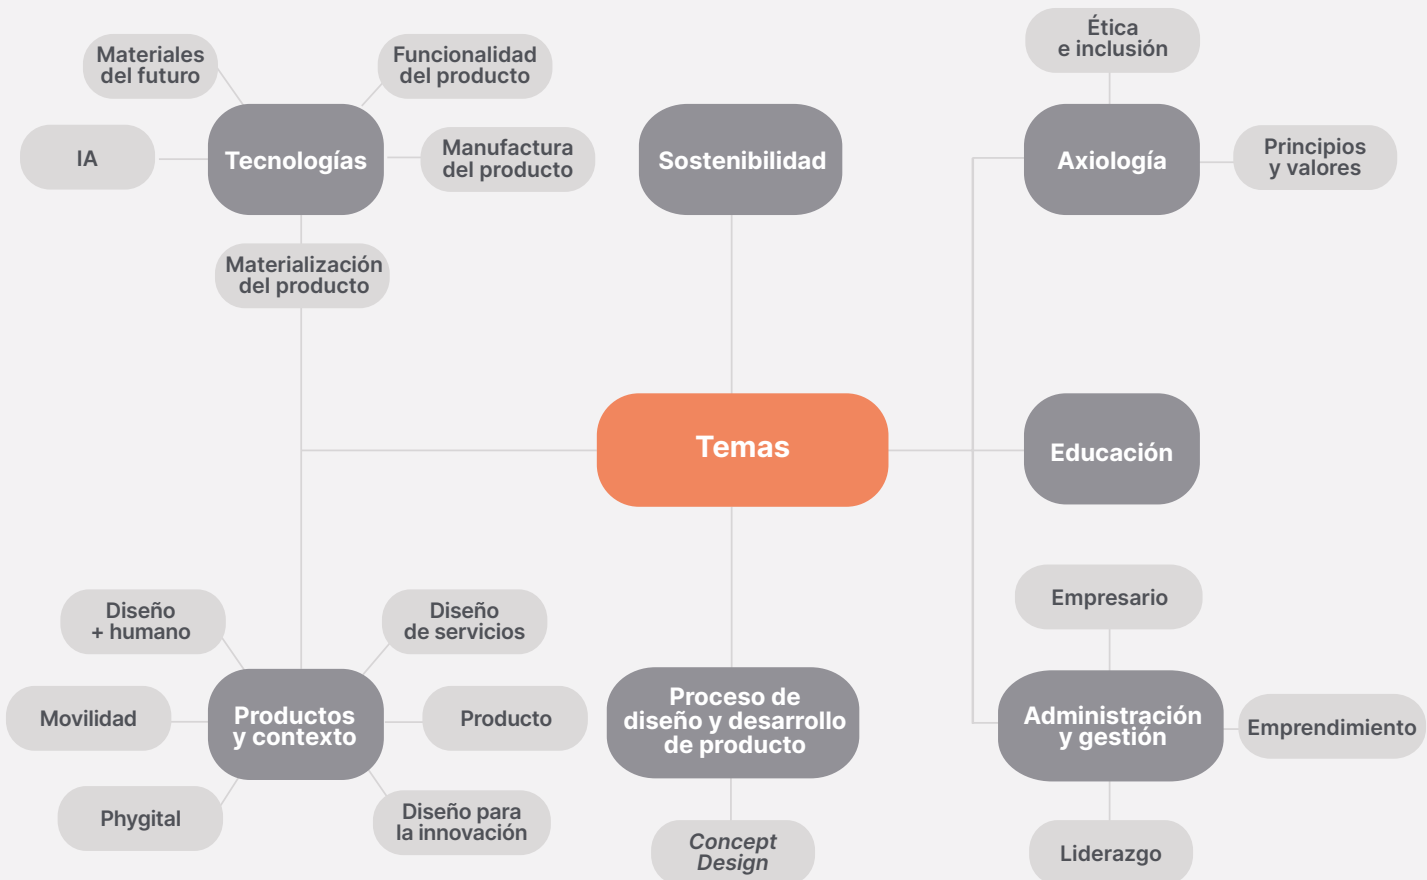 Materiales
del futuro
Funcionalidad
del producto
IA
Tecnologías
Manufactura
del producto
Materialización
del producto
Sostenibilidad
Ética
e inclusión
Axiología
Principios
y valores
Temas
Educación
Diseño
+ humano
Diseño
de servicios
Movilidad
Productos
y contexto
Producto
Phygital
Diseño para
la innovación
Proceso de
diseño y desarrollo
de producto
Concept
Design
Empresario
Administración
y gestión
Emprendimiento
Liderazgo